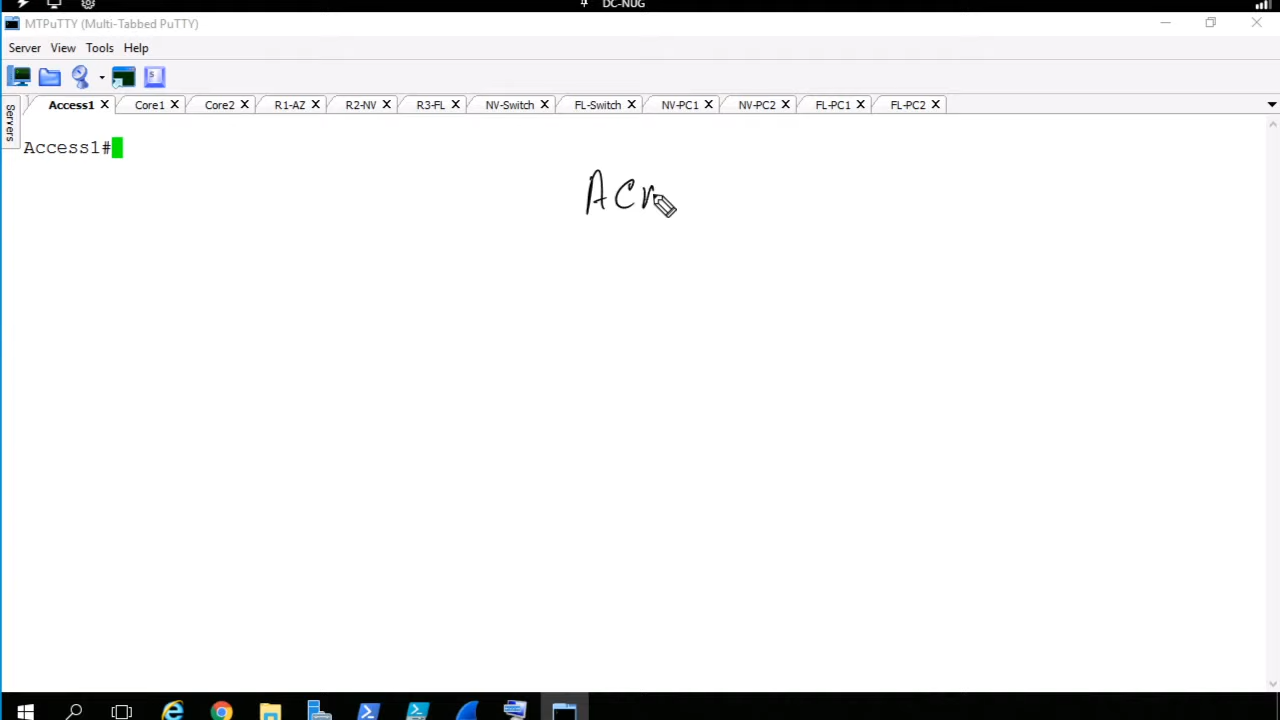 DC-NUG
MTPuTTY (Multi-Tabbed PuTTY)
Server View Tools Help
Servers
Access1 Core1 Core2 R1-AZ R2-NV R3-FL NV-Switch FL-Switch NV-PC1 NV-PC2 FL-PC1 FL-PC2
Access1#
ACr